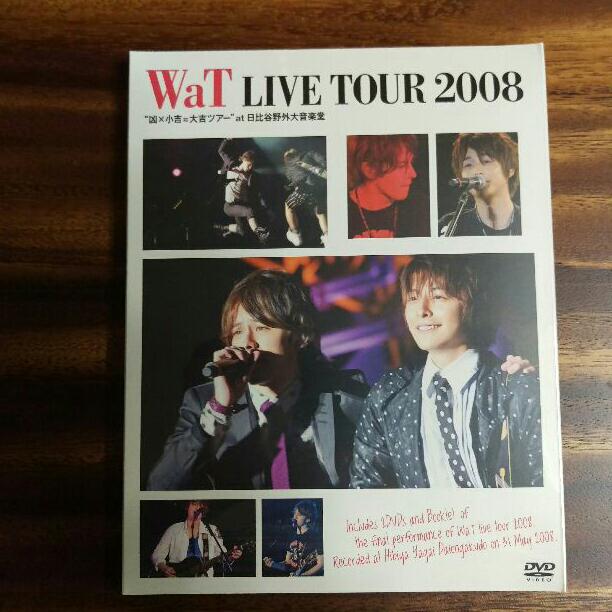 WaT LIVE TOUR 2008
"凶×小吉=大吉ツアー" at 日比谷野外大音楽堂
Includes 2DVDs and Book(e) of
the final performance of WaT live tour 2008.
Recorded at Hibiya Yagai Daiongakudo on 31 May 2008.
DVD
VIDEO